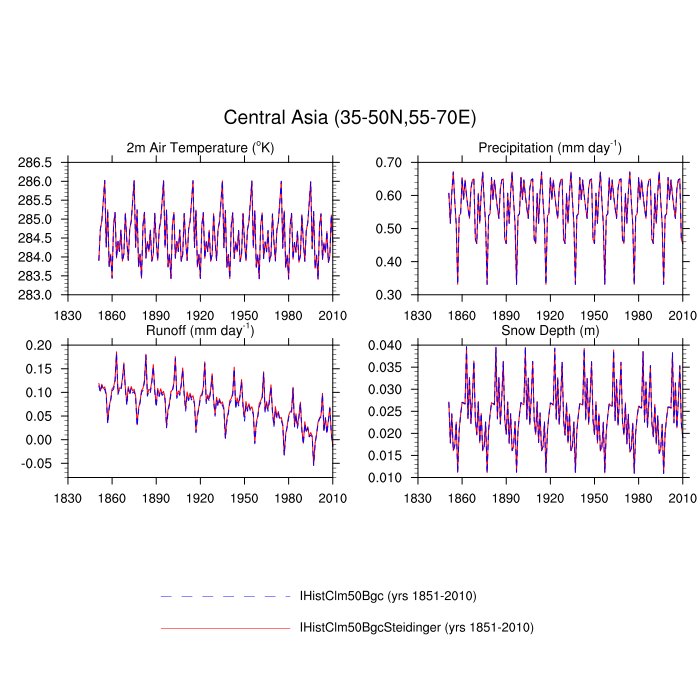 Central Asia (35-50N,55-70E)
2m Air Temperature (°K)
286.5
286.0
285.5
285.0
284.5
284.0
283.5
283.0
1830 1860 1890 1920 1950 1980 2010
Precipitation (mm day⁻¹)
0.70
0.60
0.50
0.40
0.30
1830 1860 1890 1920 1950 1980 2010
Runoff (mm day⁻¹)
0.20
0.15
0.10
0.05
0.00
-0.05
1830 1860 1890 1920 1950 1980 2010
Snow Depth (m)
0.040
0.035
0.030
0.025
0.020
0.015
0.010
1830 1860 1890 1920 1950 1980 2010
IHistClm50Bgc (yrs 1851-2010)
IHistClm50BgcSteidinger (yrs 1851-2010)